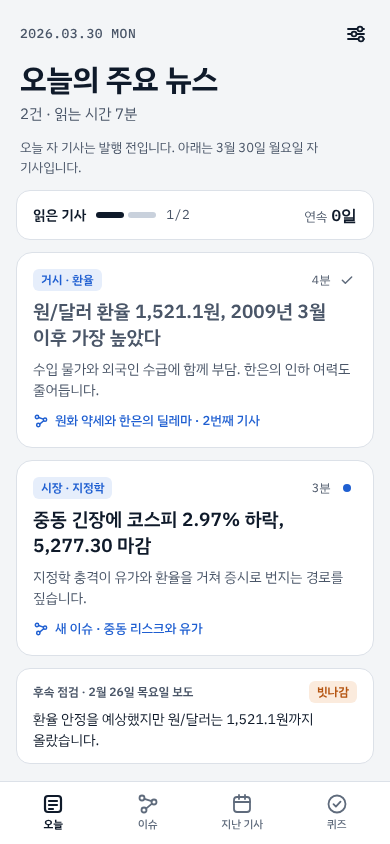 2026.03.30 MON
오늘의 주요 뉴스
2건 · 읽는 시간 7분
오늘 자 기사는 발행 전입니다. 아래는 3월 30일 월요일 자
기사입니다.
읽은 기사 1/2 연속 0일
거시 · 환율 4분
원/달러 환율 1,521.1원, 2009년 3월
이후 가장 높았다
수입 물가와 외국인 수급에 함께 부담. 한은의 인하 여력도
줄어듭니다.
원화 약세와 한은의 딜레마 · 2번째 기사
시장 · 지정학 3분
중동 긴장에 코스피 2.97% 하락,
5,277.30 마감
지정학 충격이 유가와 환율을 거쳐 증시로 번지는 경로를
짚습니다.
새 이슈 · 중동 리스크와 유가
후속 점검 · 2월 26일 목요일 보도 빗나감
환율 안정을 예상했지만 원/달러는 1,521.1원까지
올랐습니다.
오늘 이슈 지난 기사 퀴즈